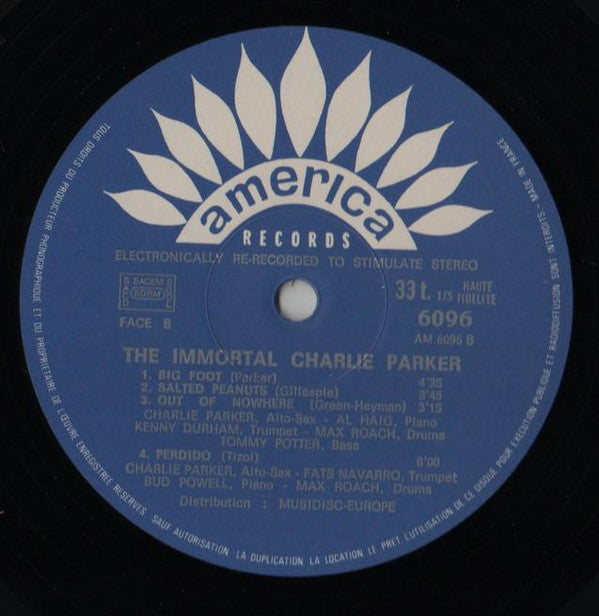 america
RECORDS
ELECTRONICALLY RE-RECORDED TO STIMULATE STEREO
SACEM
SDRM
SACD
SGDL
FACE B
33 t. 1/3 HAUTE FIDELITE
6096
AM 6096 B
THE IMMORTAL CHARLIE PARKER
1. BIG FOOT (Parker) 4'35
2. SALTED PEANUTS (Gillespie) 3'45
3. OUT OF NOWHERE (Grenn-Heyman) 3'15
CHARLIE PARKER, Alto-Sax - AL HAIG, Piano
KENNY DURHAM, Trumpet - MAX ROACH, Drums
TOMMY POTTER, Bass
4. PERDIDO (Tizol) 6'00
CHARLIE PARKER, Alto-Sax - FATS NAVARRO, Trumpet
BUD POWELL, Piano - MAX ROACH, Drums
Distribution : MUSIDISC-EUROPE
TOUS DROITS DU PRODUCTEUR PHONOGRAPHIQUE ET DU PROPRIETAIRE DE L'ŒUVRE ENREGISTREE RESERVES. SAUF AUTORISATION LA DUPLICATION, LA LOCATION LE PRET L'UTILISATION DE CE DISQUE POUR EXECUTION PUBLIQUE ET RADIODIFFUSION SONT INTERDITS - MADE IN FRANCE